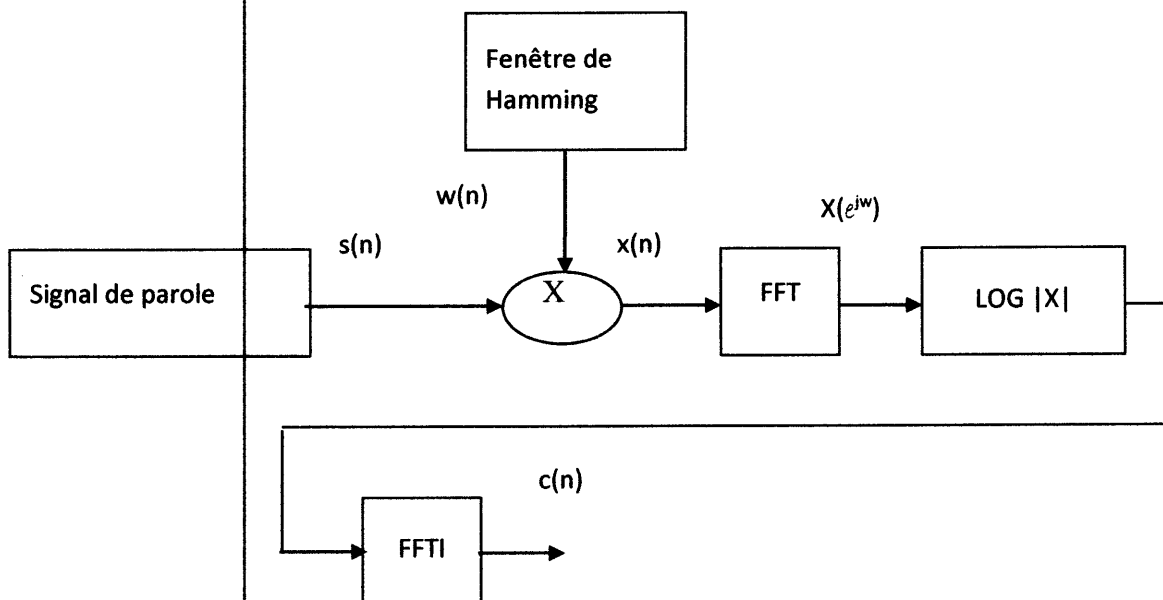 Fenêtre de
Hamming
w(n)
X(e^jw)
s(n)
x(n)
Signal de parole
X
FFT
LOG |X|
c(n)
FFTI